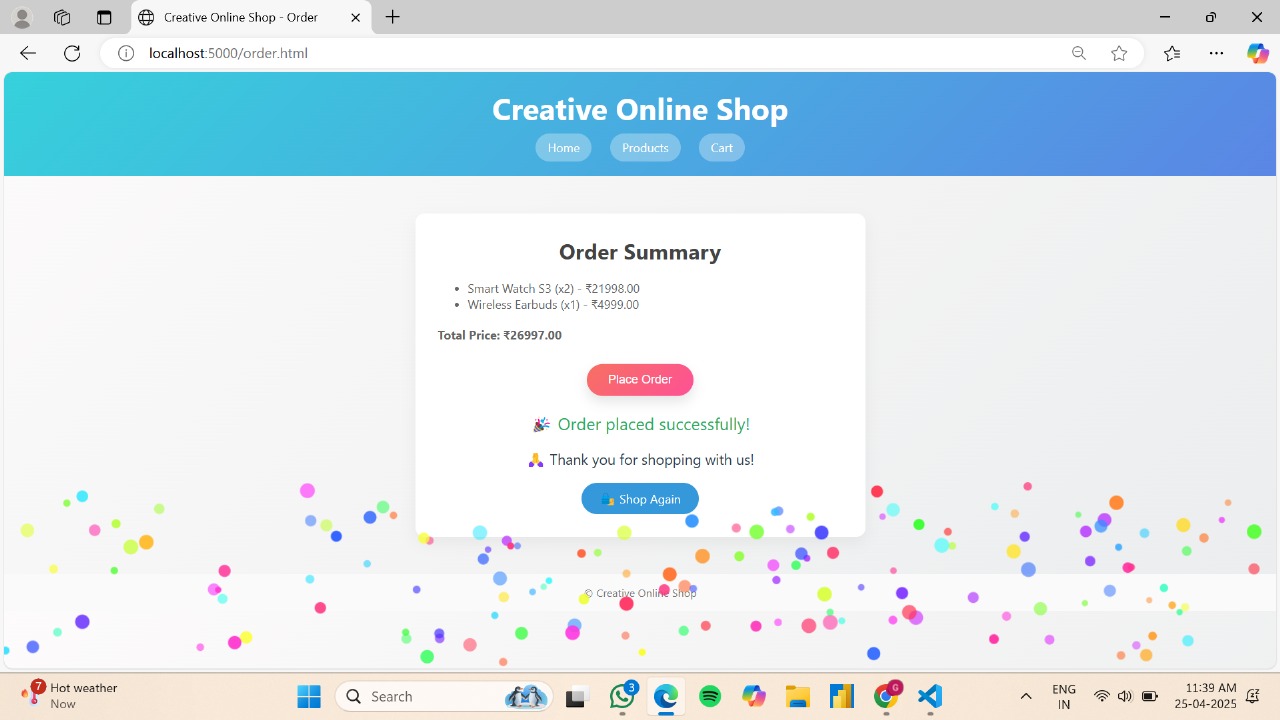 Creative Online Shop - Order
localhost:5000/order.html
Creative Online Shop
Home Products Cart
Order Summary
• Smart Watch S3 (x2) - ₹21998.00
• Wireless Earbuds (x1) - ₹4999.00
Total Price: ₹26997.00
Place Order
🎉 Order placed successfully!
🙏 Thank you for shopping with us!
🛍️ Shop Again
© Creative Online Shop
7 Hot weather
Now
Search
3
G
ENG
IN
11:39 AM
25-04-2025